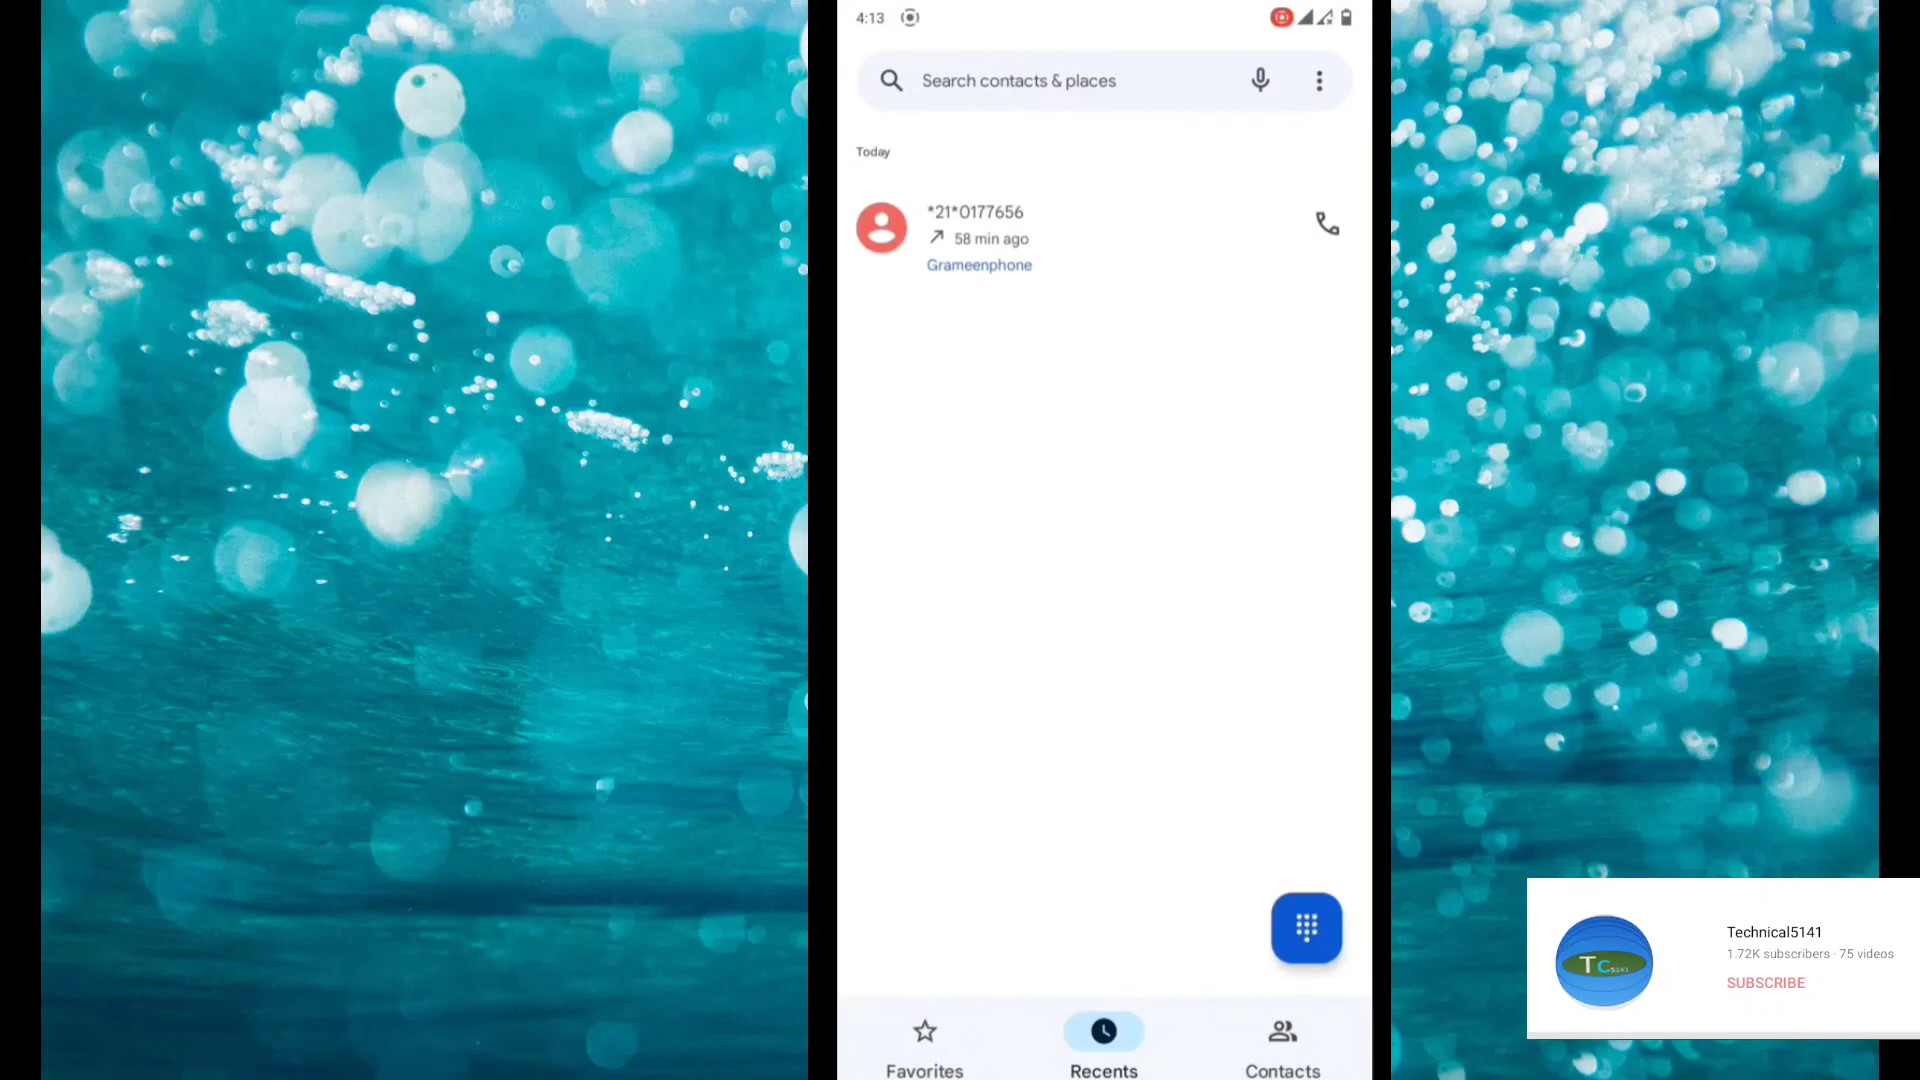 4:13
Search contacts & places
Today
*21*0177656
58 min ago
Grameenphone
Favorites
Recents
Contacts
TC5141
Technical5141
1.72K subscribers · 75 videos
SUBSCRIBE